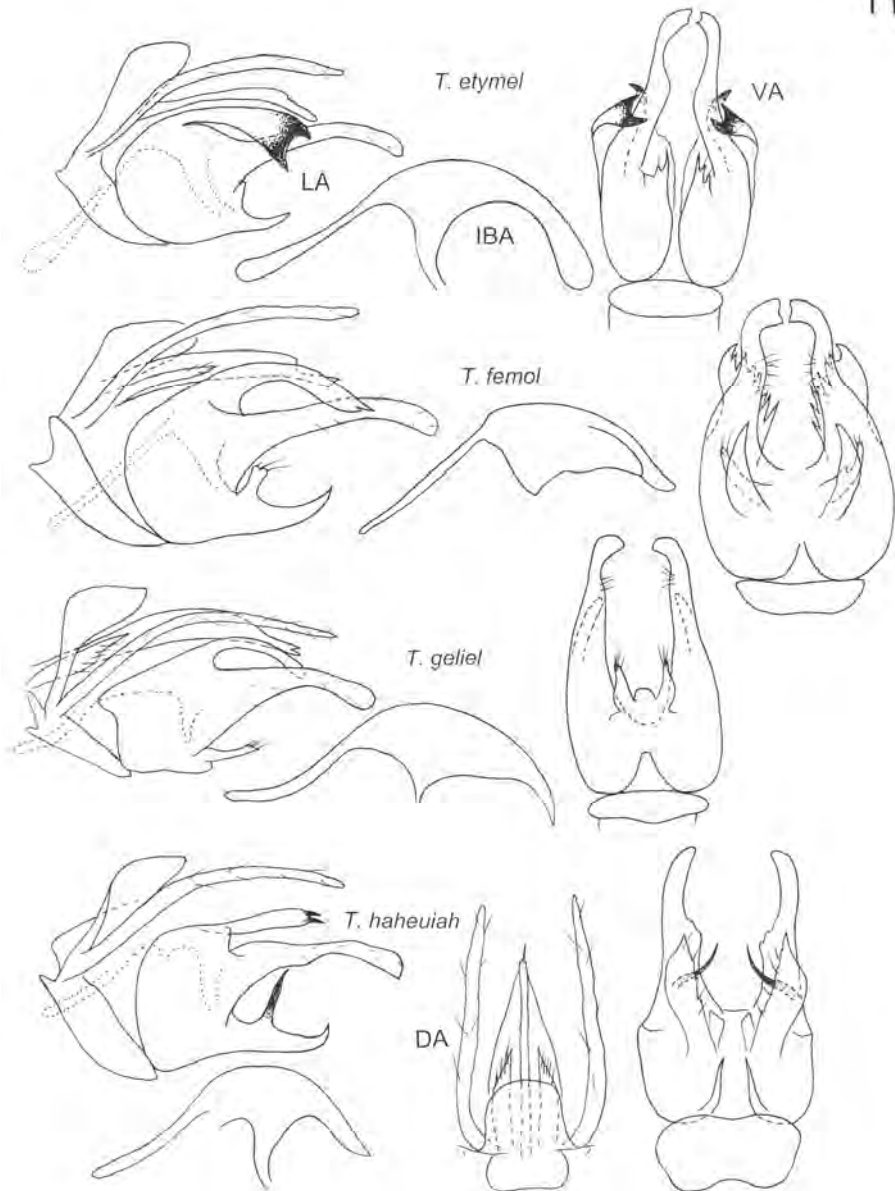 T. etymel
VA
LA
IBA
T. femol
T. geliel
T. haheuiah
DA